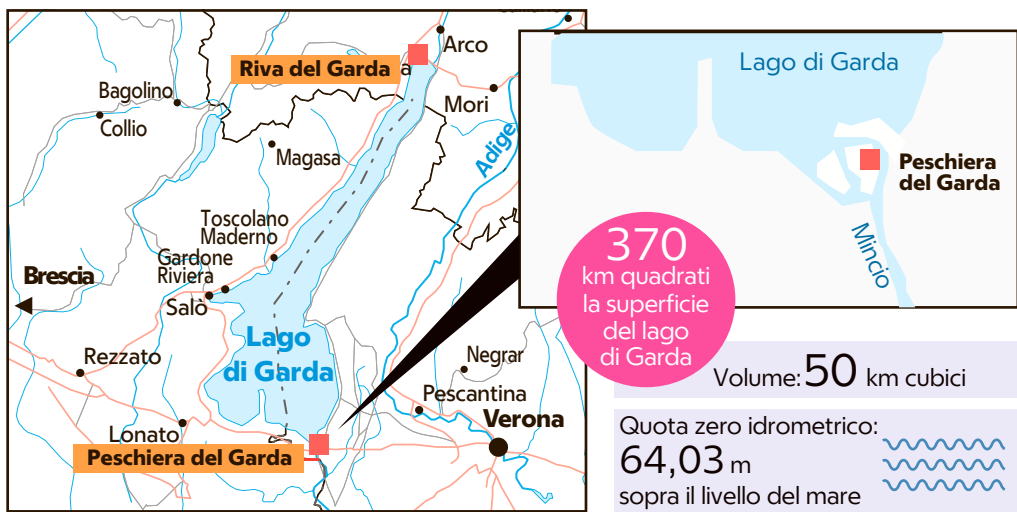 Arco
Riva del Garda
a
Bagolino
Collio
Mori
Adige
Magasa
Toscolano
Maderno
Gardone
Riviera
Brescia
Salò
Lago
di Garda
Rezzato
Negrar
Pescantina
Verona
Lonato
Peschiera del Garda
Lago di Garda
Peschiera
del Garda
Mincio
370
km quadrati
la superficie
del lago
di Garda
Volume: 50 km cubici
Quota zero idrometrico:
64,03 m
sopra il livello del mare